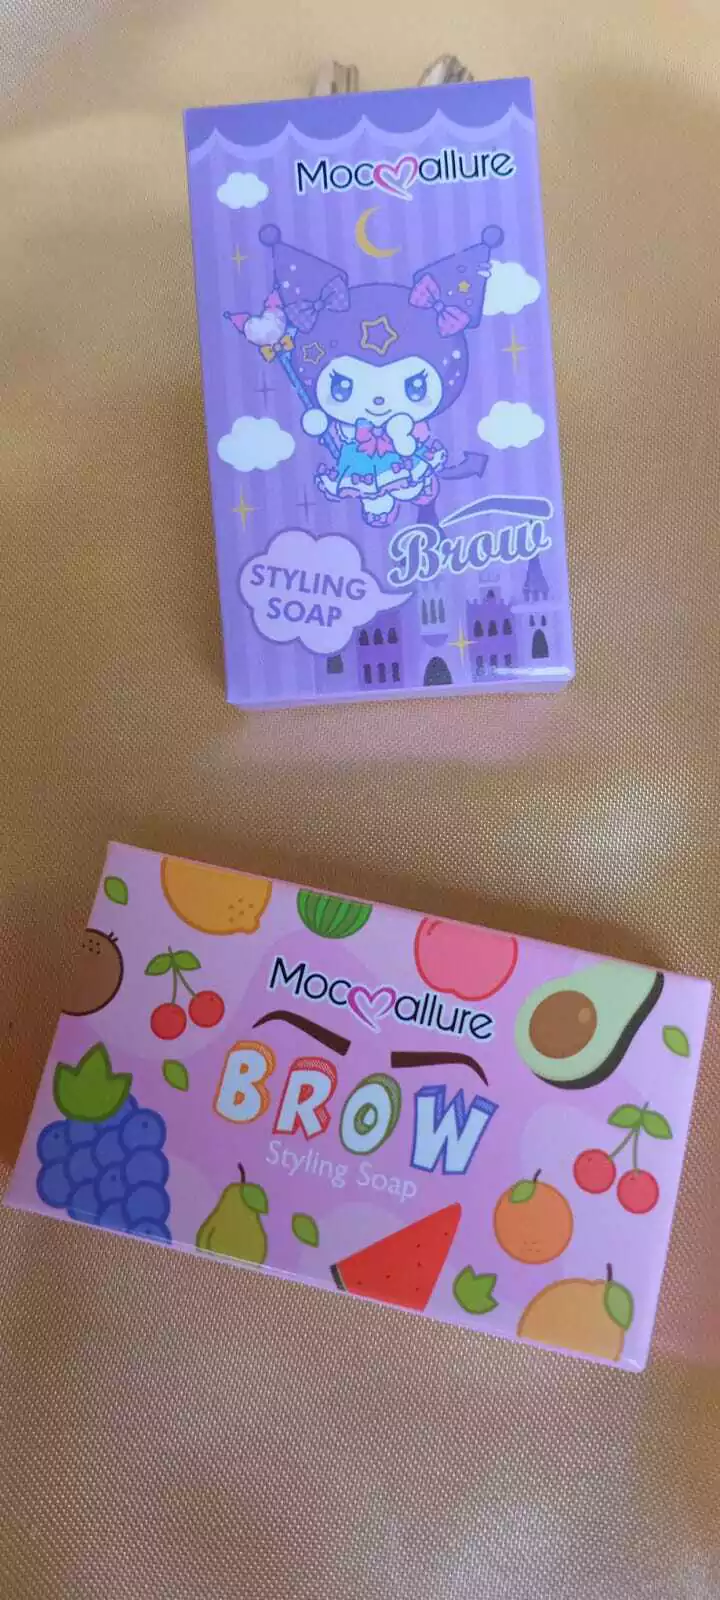 Mocallure
Brow
STYLING
SOAP
Mocallure
BROW
Styling Soap